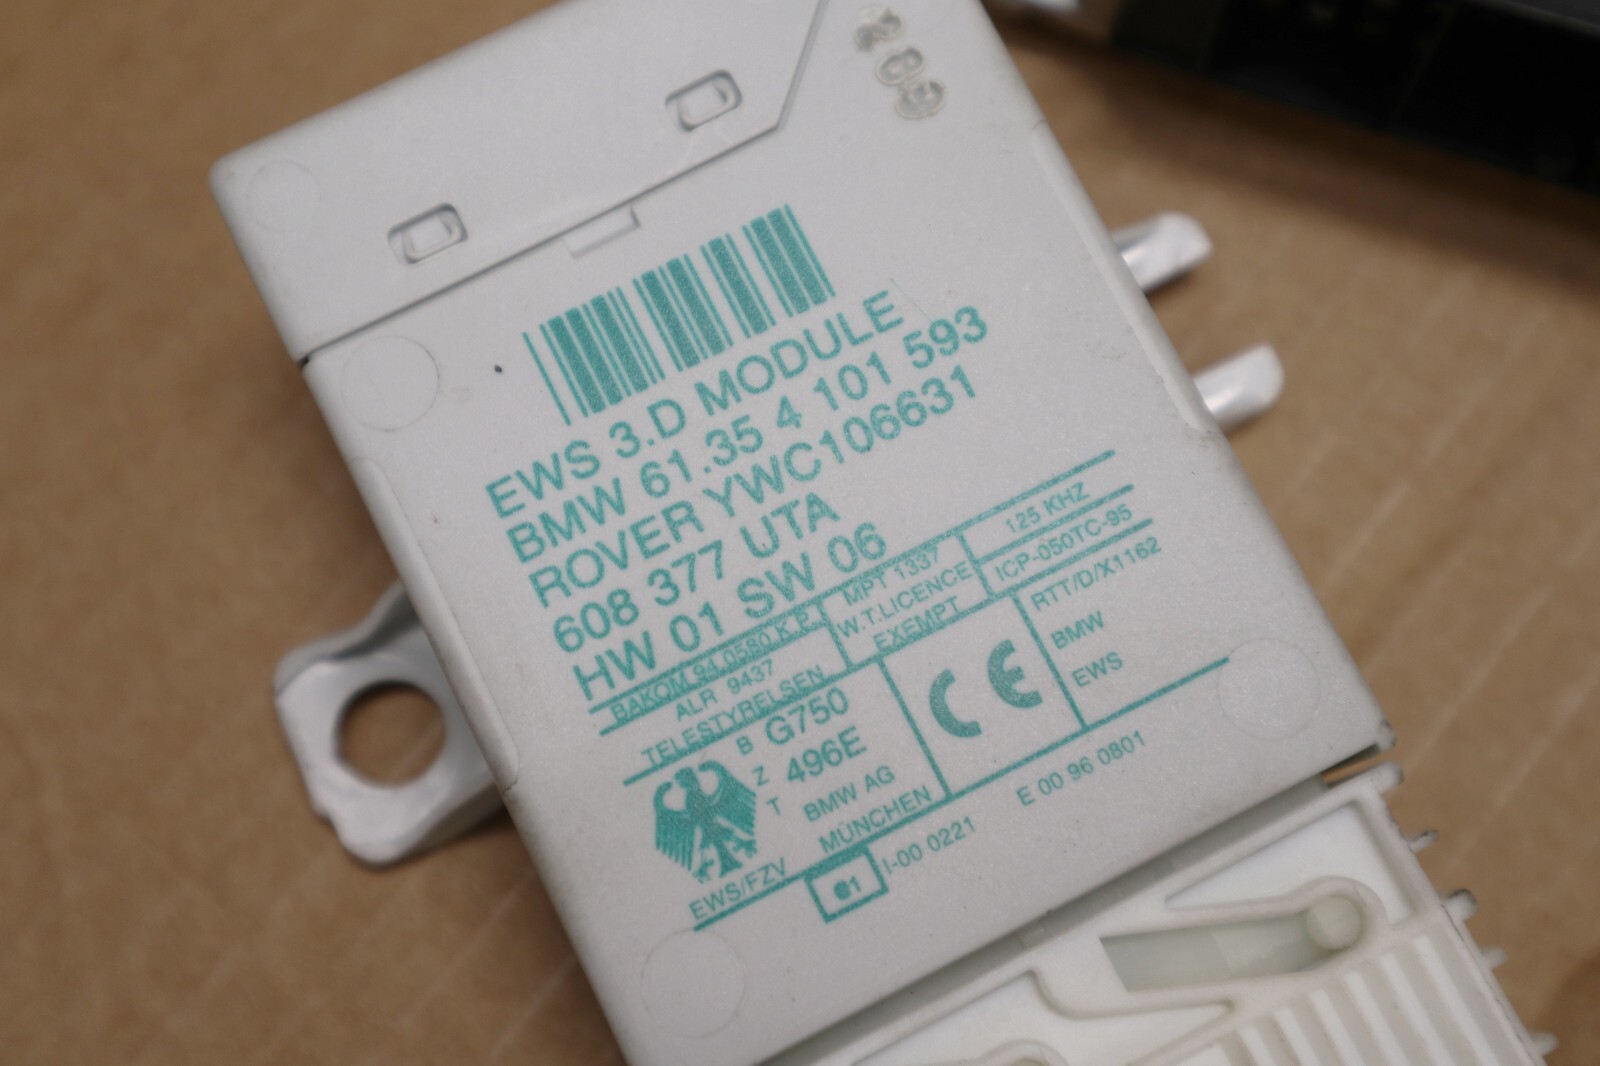 289
EWS 3.D MODULE
BMW 61.35 4 101 593
ROVER YWC106631
608 377 UTA
HW 01 SW 06
BAKOM 94.0580.K.P.
ALR 9437
TELESTYRELSEN
MPT 1337
W.T.LICENCE
EXEMPT
125 KHZ
ICP-050TC-95
B
Z
T
G750
496E
BMW AG
MÜNCHEN
EWS/FZV
CE
RTT/D/X1162
BMW
EWS
e1
I-00 0221
E 00 96 0801